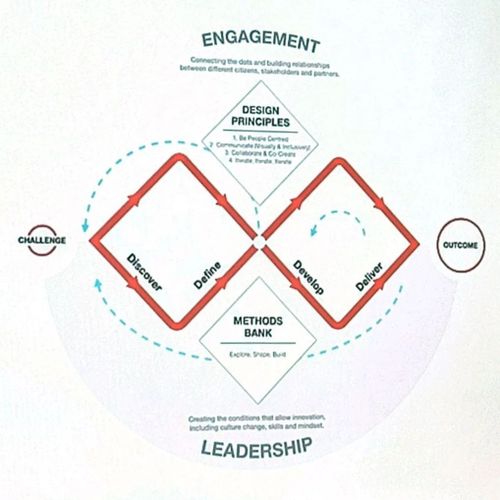 ENGAGEMENT
Connecting the dots and building relationships
between different citizens, stakeholders and partners.
DESIGN
PRINCIPLES
1. Be People Centred
2. Communicate (Visually & Inclusively)
3. Collaborate & Co-Create
4. Iterate, Iterate, Iterate
CHALLENGE
OUTCOME
Discover
Define
Develop
Deliver
METHODS
BANK
Explore, Shape, Build
Creating the conditions that allow innovation,
including culture change, skills and mindset.
LEADERSHIP